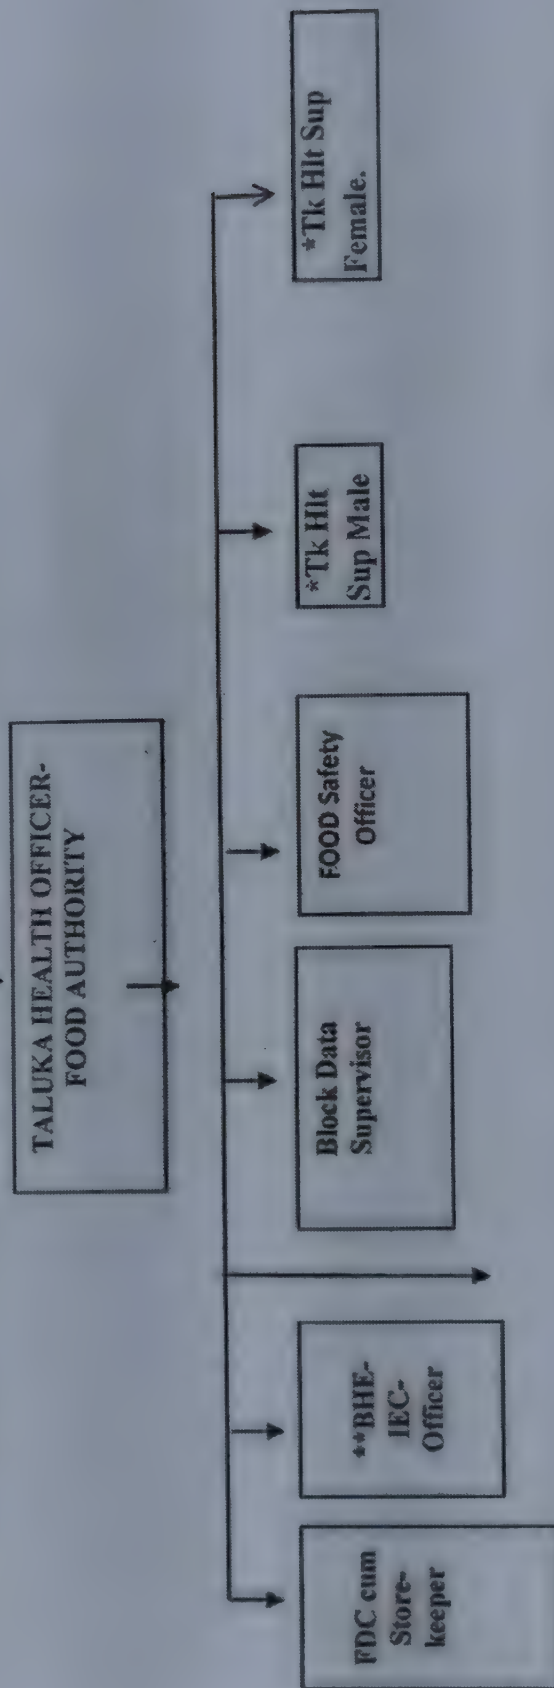 TALUKA HEALTH OFFICER-
FOOD AUTHORITY
FDC cum
Store-
keeper
**BHE-
IEC-
Officer
Block Data
Supervisor
FOOD Safety
Officer
*Tk Hlt
Sup Male
*Tk Hlt Sup
Female.